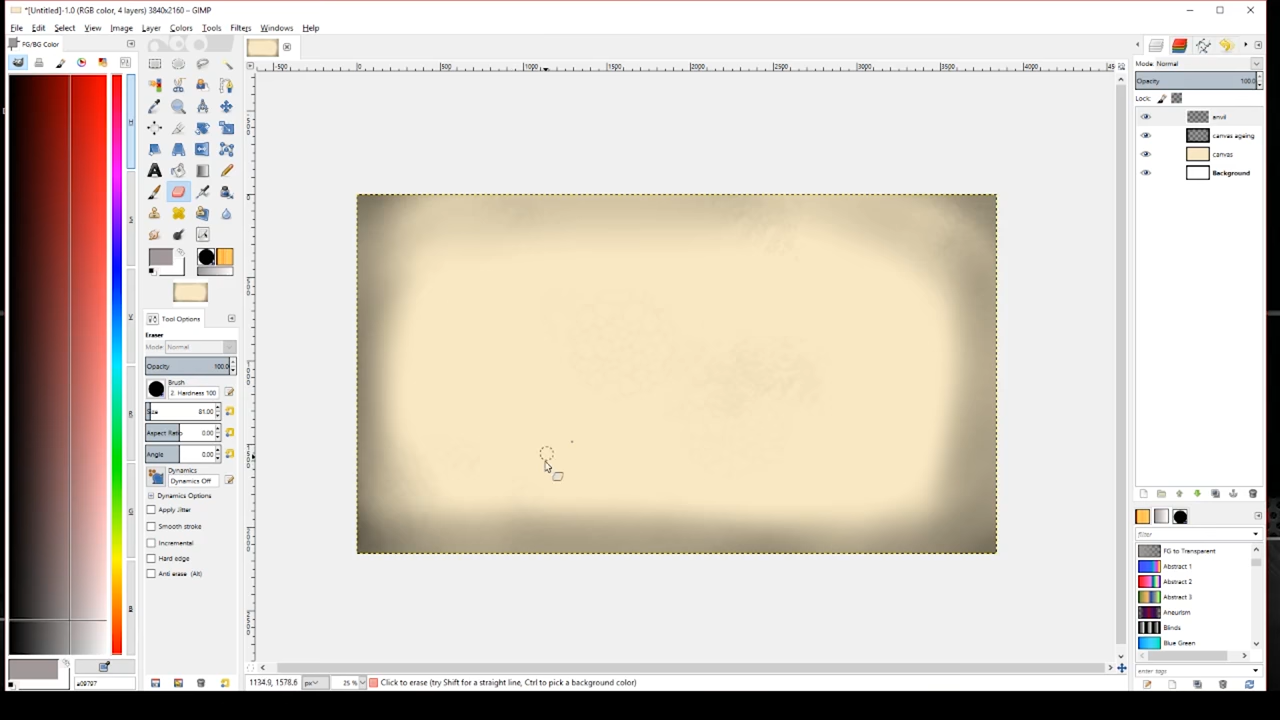 *[Untitled]-1.0 (RGB color, 4 layers) 3840x2160 – GIMP
File Edit Select View Image Layer Colors Tools Filters Windows Help
FG/BG Color
Mode: Normal
Opacity 100.0
Lock:
anvil
canvas ageing
canvas
Background
Tool Options
Eraser
Mode: Normal
Opacity 100.0
Brush
2. Hardness 100
Size 81.00
Aspect Ratio 0.00
Angle 0.00
Dynamics
Dynamics Off
Dynamics Options
Apply Jitter
Smooth stroke
Incremental
Hard edge
Anti erase (Alt)
filter
FG to Transparent
Abstract 1
Abstract 2
Abstract 3
Aneurism
Blinds
Blue Green
enter tags
a09797
1134.9, 1578.6 px 25 % Click to erase (try Shift for a straight line, Ctrl to pick a background color)